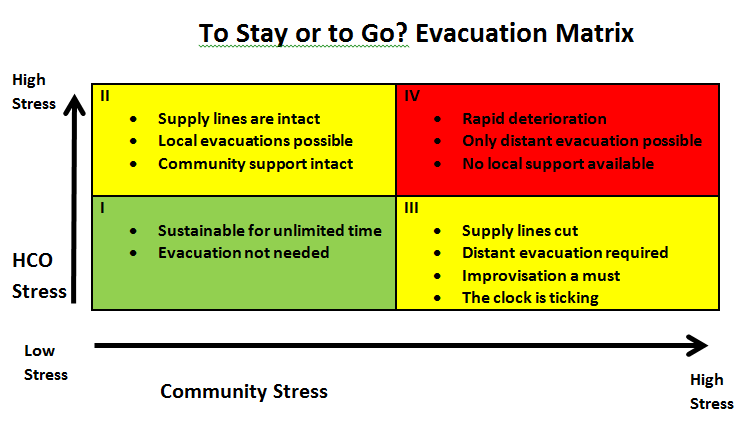 To Stay or to Go? Evacuation Matrix
High
Stress
II
• Supply lines are intact
• Local evacuations possible
• Community support intact
IV
• Rapid deterioration
• Only distant evacuation possible
• No local support available
HCO
Stress
I
• Sustainable for unlimited time
• Evacuation not needed
III
• Supply lines cut
• Distant evacuation required
• Improvisation a must
• The clock is ticking
Low
Stress
Community Stress
High
Stress